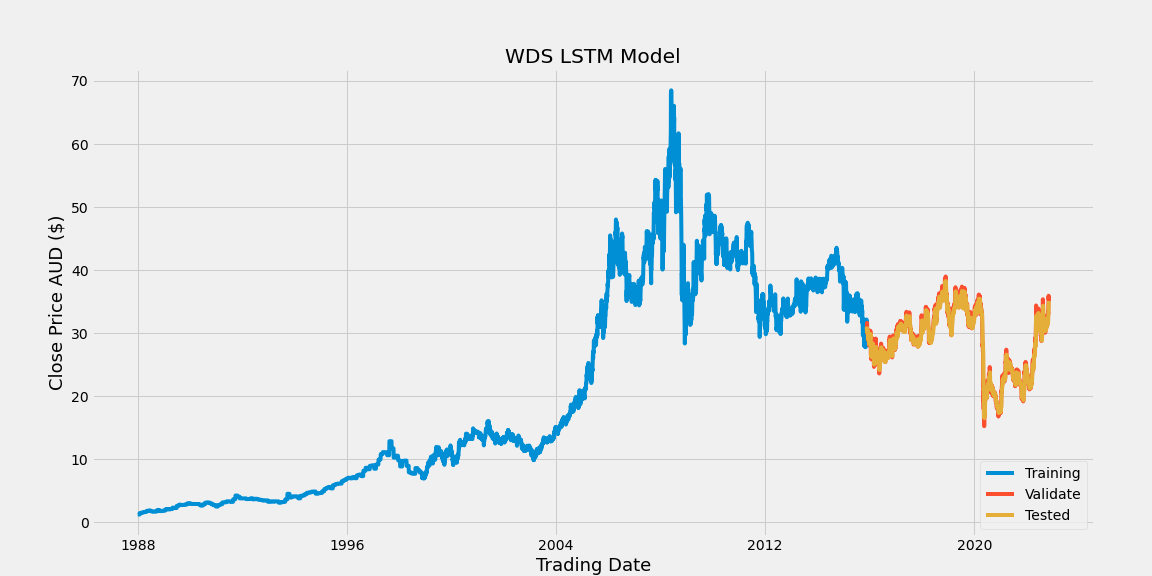 WDS LSTM Model
Close Price AUD ($)
70
60
50
40
30
20
10
0
1988 1996 2004 2012 2020
Trading Date
Training
Validate
Tested